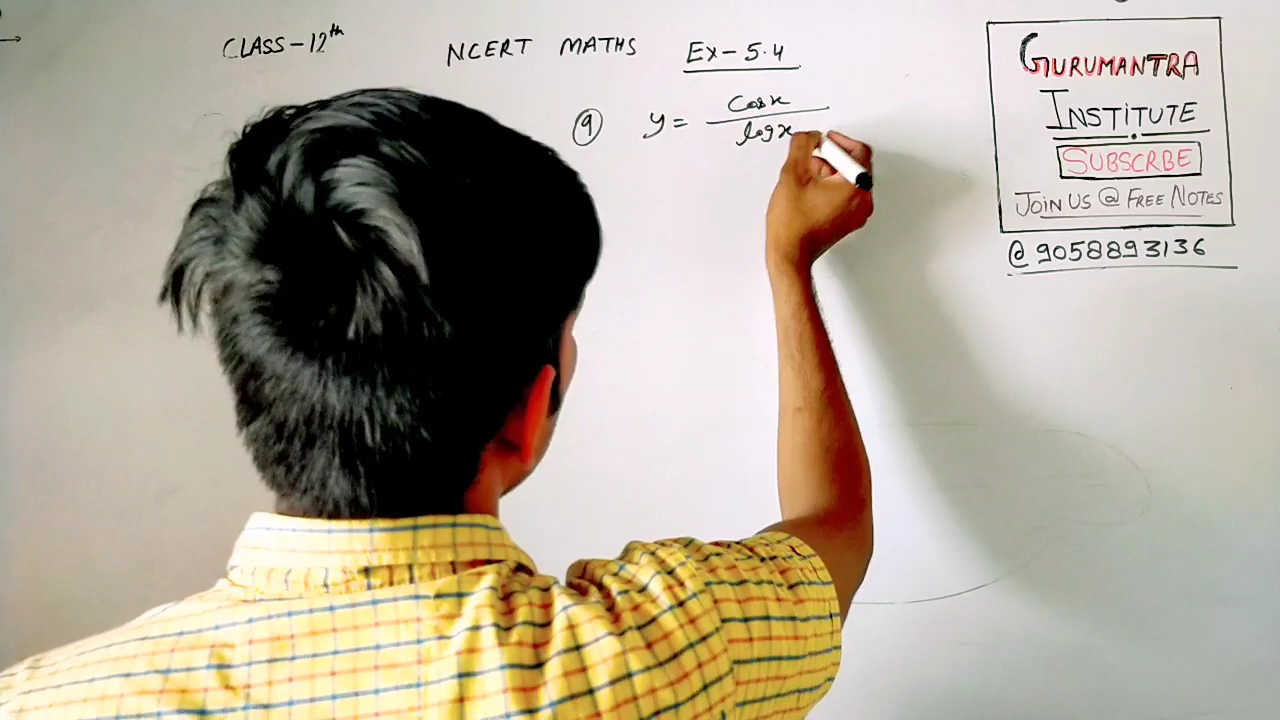 CLASS-12th NCERT MATHS Ex-5.4
9 y = Cosx / logx
GURUMANTRA
INSTITUTE
SUBSCRBE
JOIN US @ FREE NOTES
@9058893136